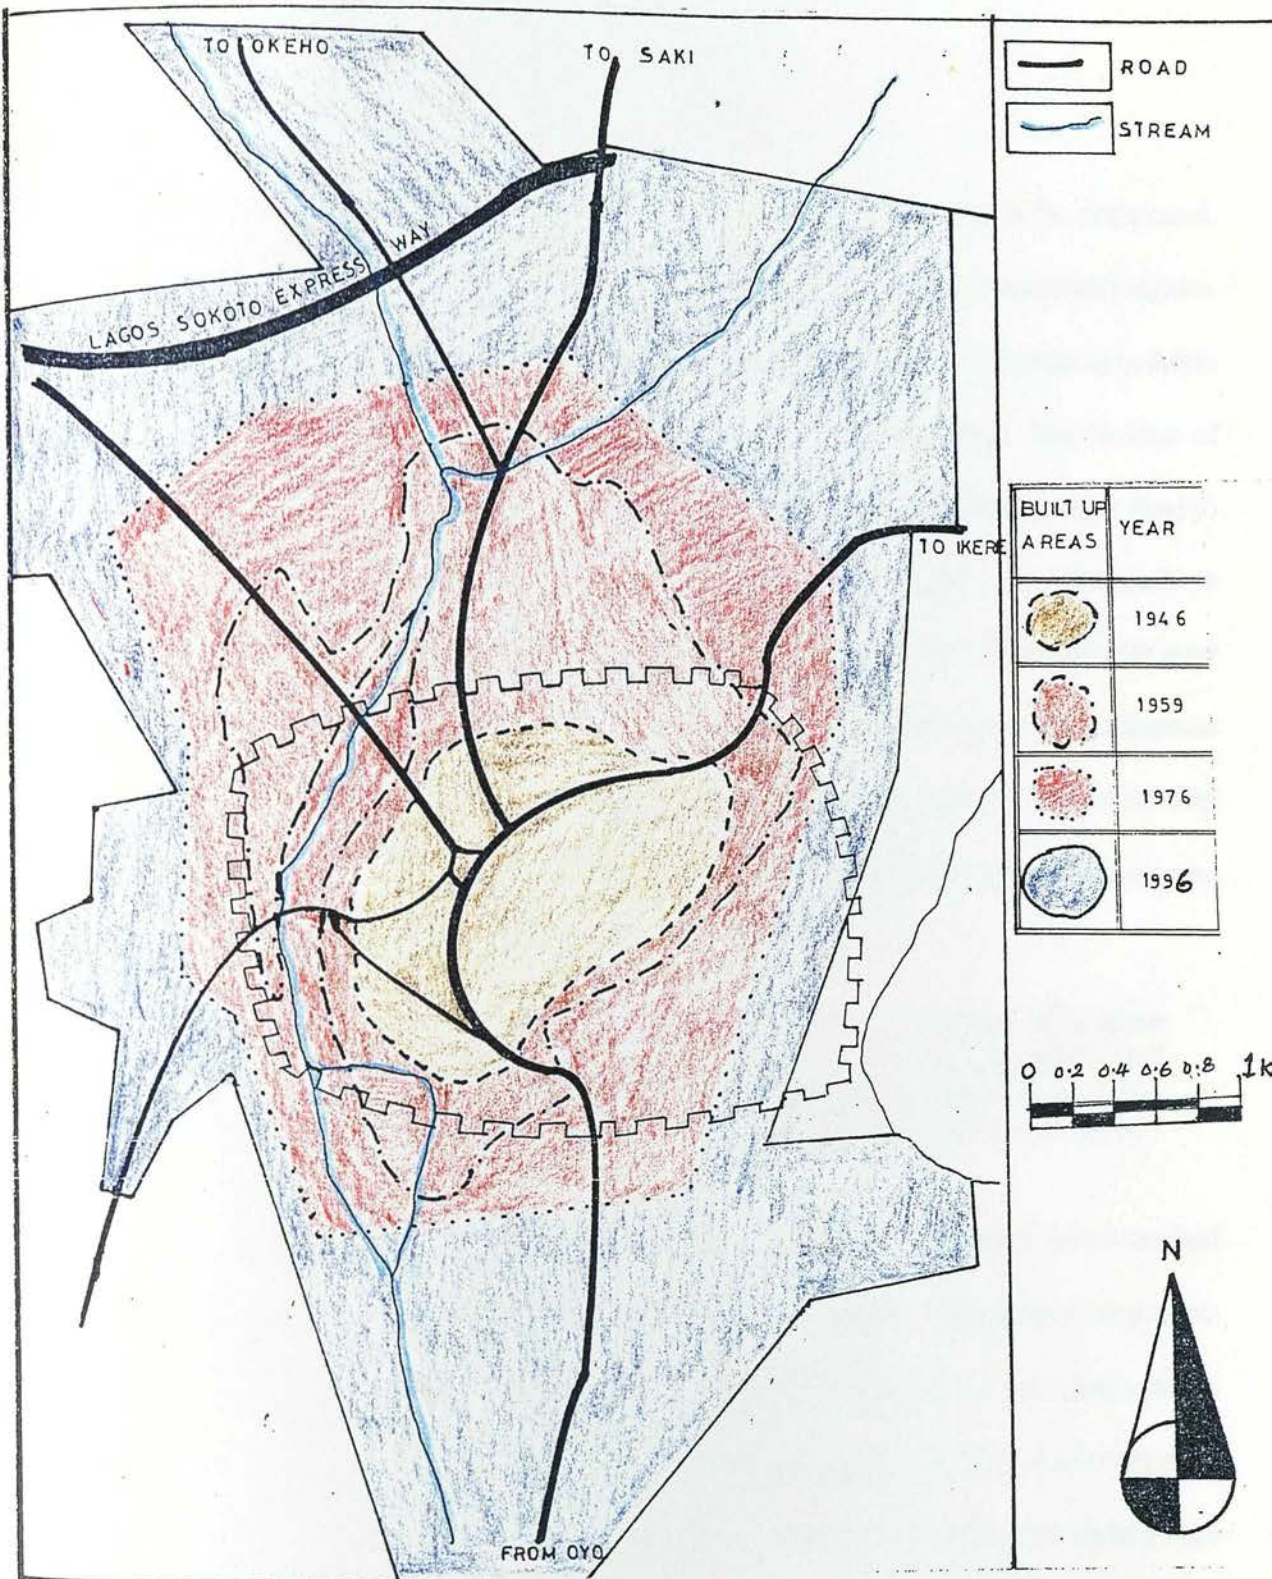 TO OKEHO
TO SAKI
LAGOS SOKOTO EXPRESS WAY
TO IKERE
FROM OYO
ROAD
STREAM
BUILT UP AREAS
YEAR
1946
1959
1976
1996
0 0.2 0.4 0.6 0.8 1k
N